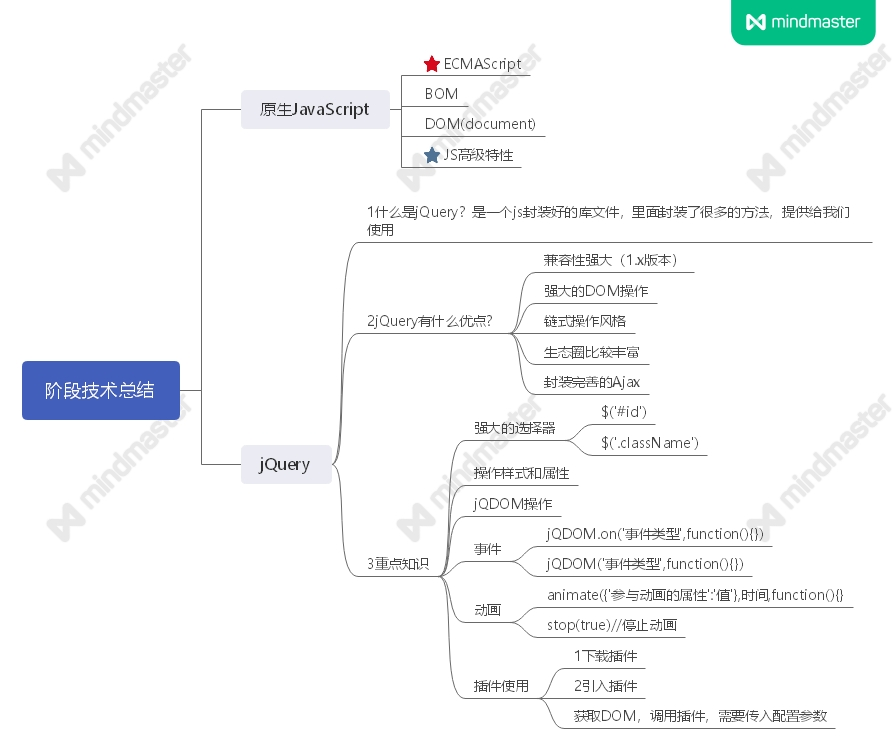 mindmaster
阶段技术总结
原生JavaScript
ECMAScript
BOM
DOM(document)
JS高级特性
jQuery
1什么是jQuery？是一个js封装好的库文件，里面封装了很多的方法，提供给我们
使用
2jQuery有什么优点？
兼容性强大（1.x版本）
强大的DOM操作
链式操作风格
生态圈比较丰富
封装完善的Ajax
3重点知识
强大的选择器
$('#id')
$('.className')
操作样式和属性
jQDOM操作
事件
jQDOM.on('事件类型',function(){})
jQDOM('事件类型',function(){})
动画
animate({'参与动画的属性':'值'},时间,function(){}
stop(true)//停止动画
插件使用
1下载插件
2引入插件
获取DOM，调用插件，需要传入配置参数
mindmaster
mindmaster
mindmaster
mindmaster
mindmaster
mindmaster